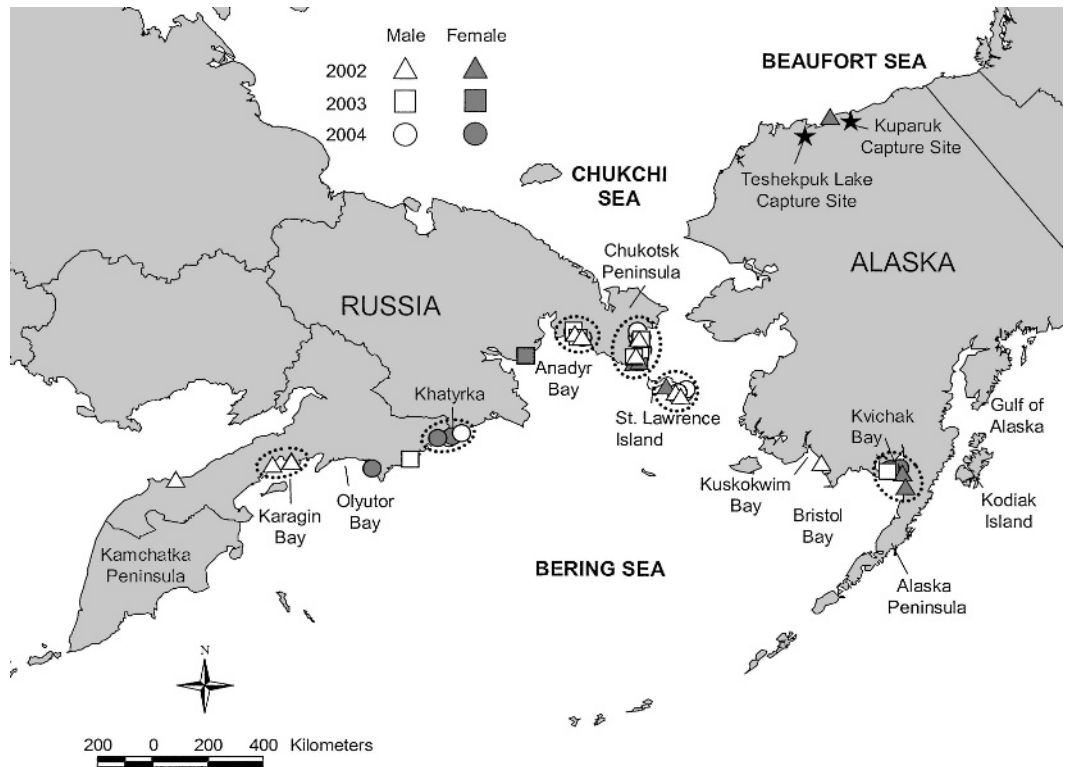 Male Female
2002
2003
2004
BEAUFORT SEA
Kuparuk
Capture Site
Teshekpuk Lake
Capture Site
CHUKCHI
SEA
Chukotsk
Peninsula
ALASKA
RUSSIA
Anadyr
Bay
Khatyrka
St. Lawrence
Island
Kvichak
Bay
Gulf of
Alaska
Kuskokwim
Bay
Bristol
Bay
Kodiak
Island
Olyutor
Bay
Karagin
Bay
Kamchatka
Peninsula
BERING SEA
Alaska
Peninsula
N
200 0 200 400 Kilometers